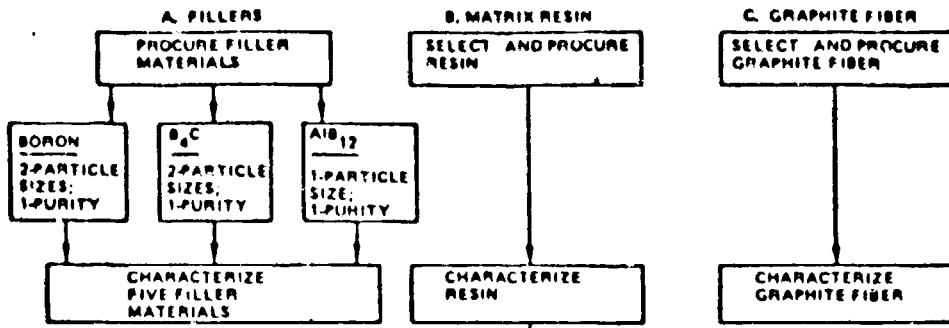 A. FILLERS
PROCURE FILLER
MATERIALS
BORON
2-PARTICLE
SIZES;
1-PURITY
B4C
2-PARTICLE
SIZES;
1-PURITY
AlB12
1-PARTICLE
SIZE;
1-PURITY
CHARACTERIZE
FIVE FILLER
MATERIALS
B. MATRIX RESIN
SELECT AND PROCURE
RESIN
CHARACTERIZE
RESIN
C. GRAPHITE FIBER
SELECT AND PROCURE
GRAPHITE FIBER
CHARACTERIZE
GRAPHITE FIBER